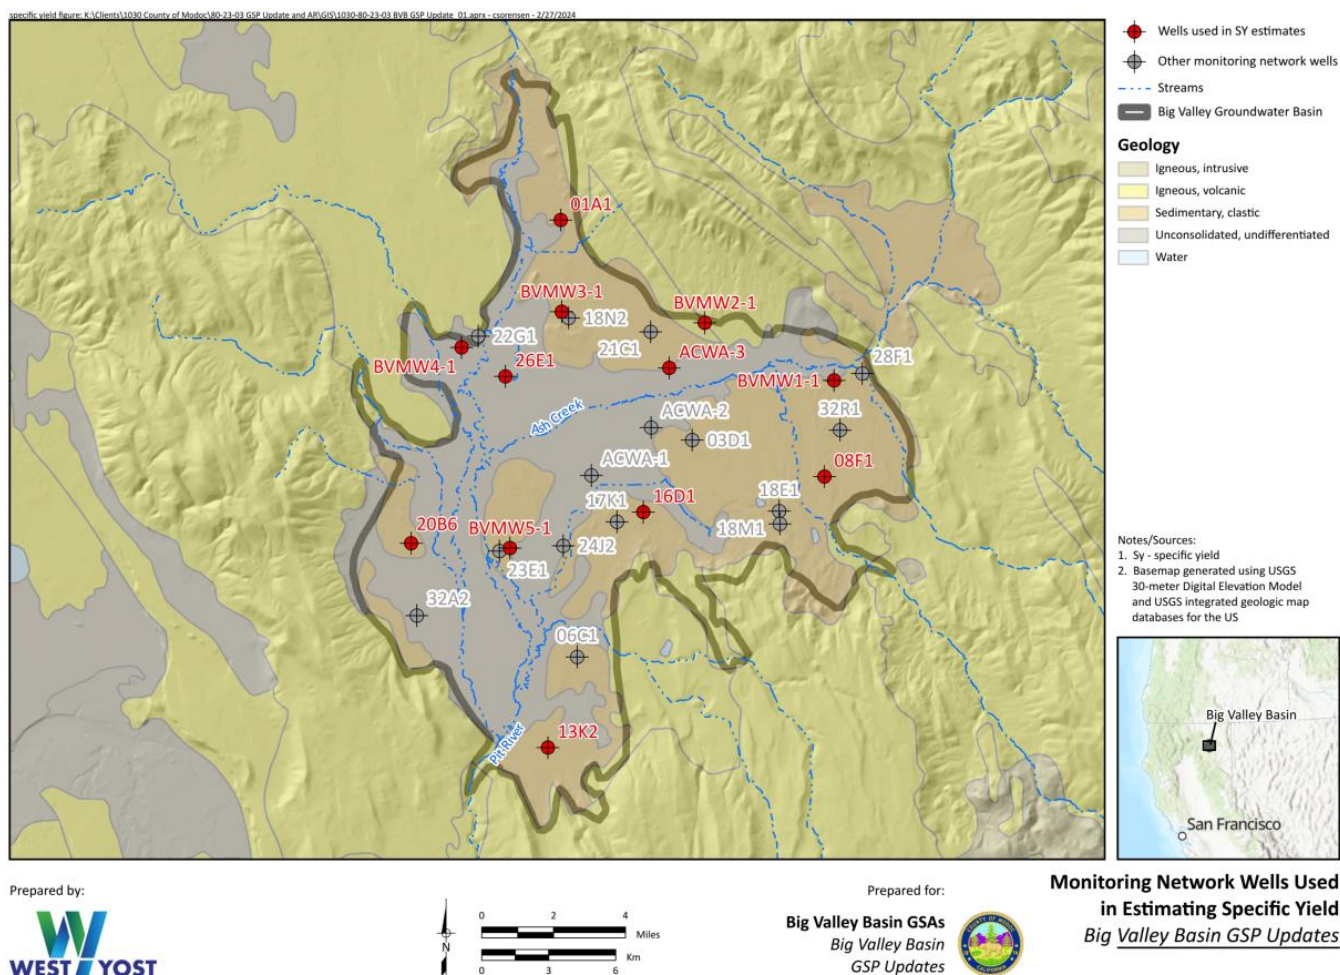 specific yield figure: K:\Clients\1030 County of Modoc\80-23-03 GSP Update and AR\GIS\1030-80-23-03 BVB GSP Update_01.aprx - csorensen - 2/27/2024
Wells used in SY estimates
Other monitoring network wells
Streams
Big Valley Groundwater Basin
Geology
Igneous, intrusive
Igneous, volcanic
Sedimentary, clastic
Unconsolidated, undifferentiated
Water
01A1
BVMW3-1
BVMW2-1
18N2
22G1
21C1
BVMW4-1
26E1
ACWA-3
28F1
BVMW1-1
Ash Creek
ACWA-2
32R1
03D1
ACWA-1
08F1
17K1
16D1
18E1
20B6
BVMW5-1
18M1
24J2
23E1
32A2
06C1
Pit River
13K2
Notes/Sources:
1. Sy - specific yield
2. Basemap generated using USGS
30-meter Digital Elevation Model
and USGS integrated geologic map
databases for the US
Big Valley Basin
San Francisco
Prepared by:
WEST YOST
N
0 2 4
Miles
Km
0 3 6
Prepared for:
Big Valley Basin GSAs
Big Valley Basin
GSP Updates
COUNTY OF MODOC
CALIFORNIA
Monitoring Network Wells Used
in Estimating Specific Yield
Big Valley Basin GSP Updates